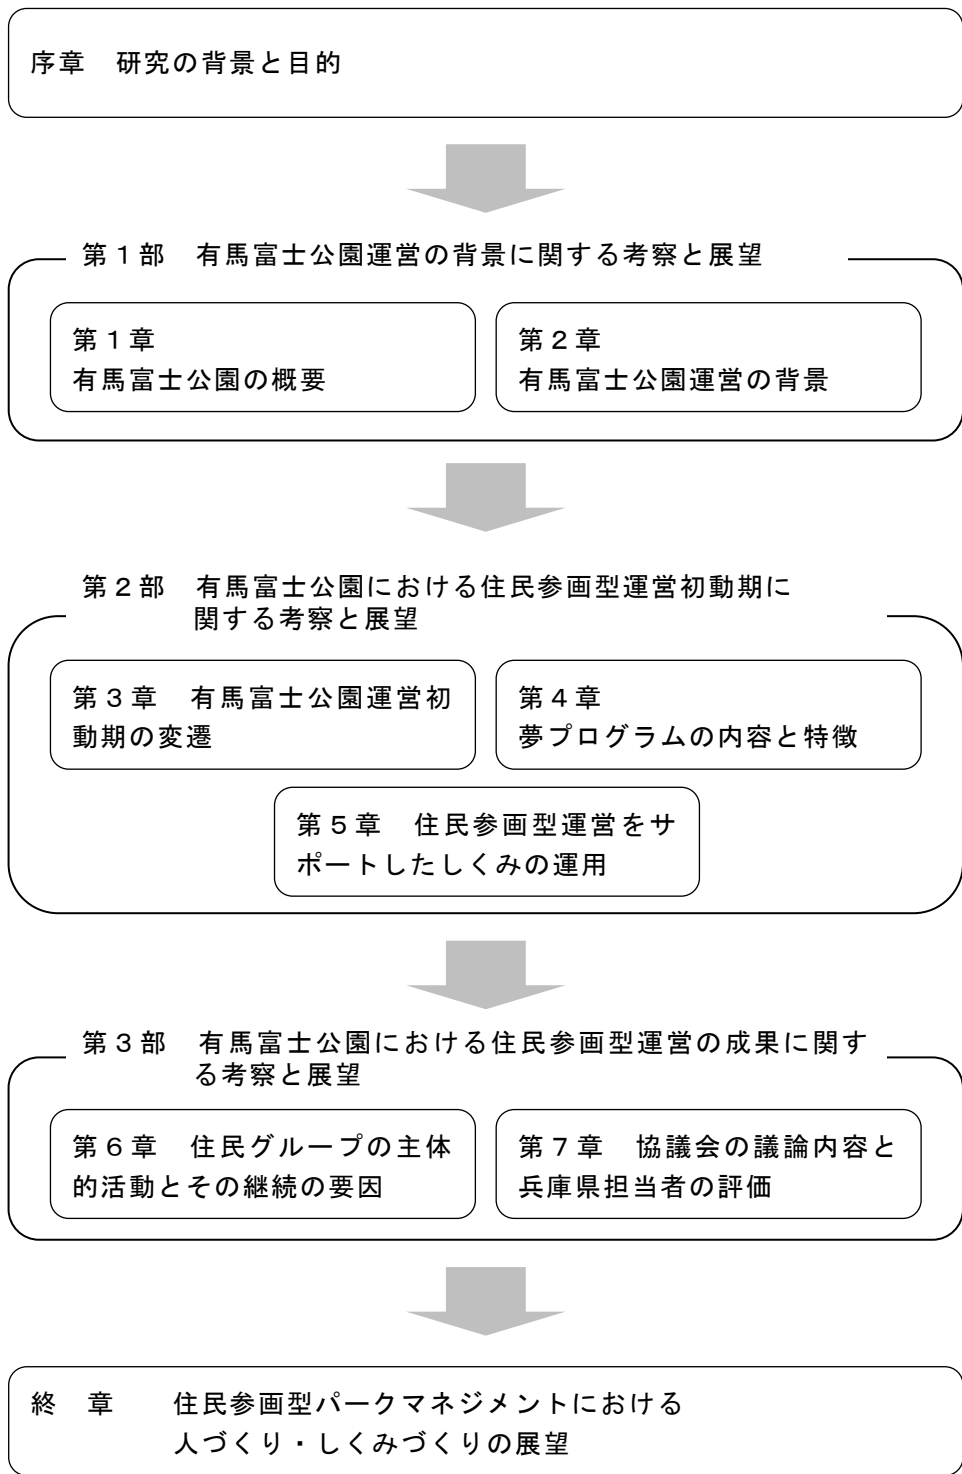 序章　研究の背景と目的
第１部　有馬富士公園運営の背景に関する考察と展望
第１章
有馬富士公園の概要
第２章
有馬富士公園運営の背景
第２部　有馬富士公園における住民参画型運営初動期に
関する考察と展望
第３章　有馬富士公園運営初
動期の変遷
第４章
夢プログラムの内容と特徴
第５章　住民参画型運営をサ
ポートしたしくみの運用
第３部　有馬富士公園における住民参画型運営の成果に関す
る考察と展望
第６章　住民グループの主体
的活動とその継続の要因
第７章　協議会の議論内容と
兵庫県担当者の評価
終　章　　住民参画型パークマネジメントにおける
人づくり・しくみづくりの展望